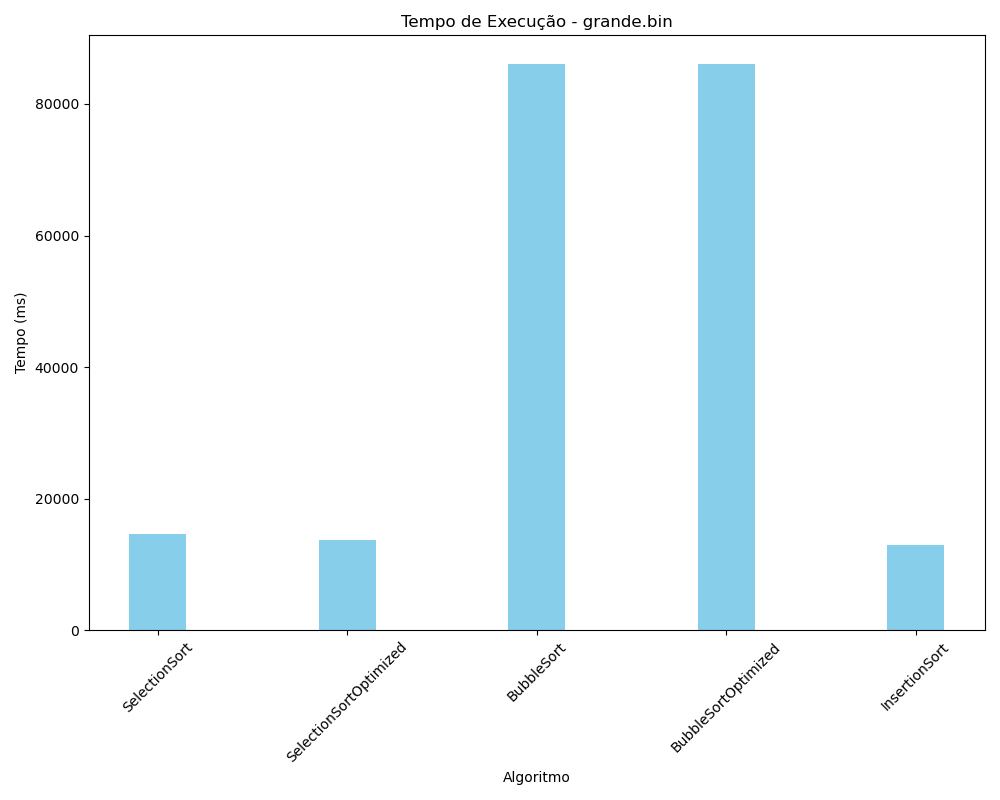 Tempo de Execução - grande.bin
Tempo (ms)
80000
60000
40000
20000
0
SelectionSort
SelectionSortOptimized
BubbleSort
BubbleSortOptimized
InsertionSort
Algoritmo